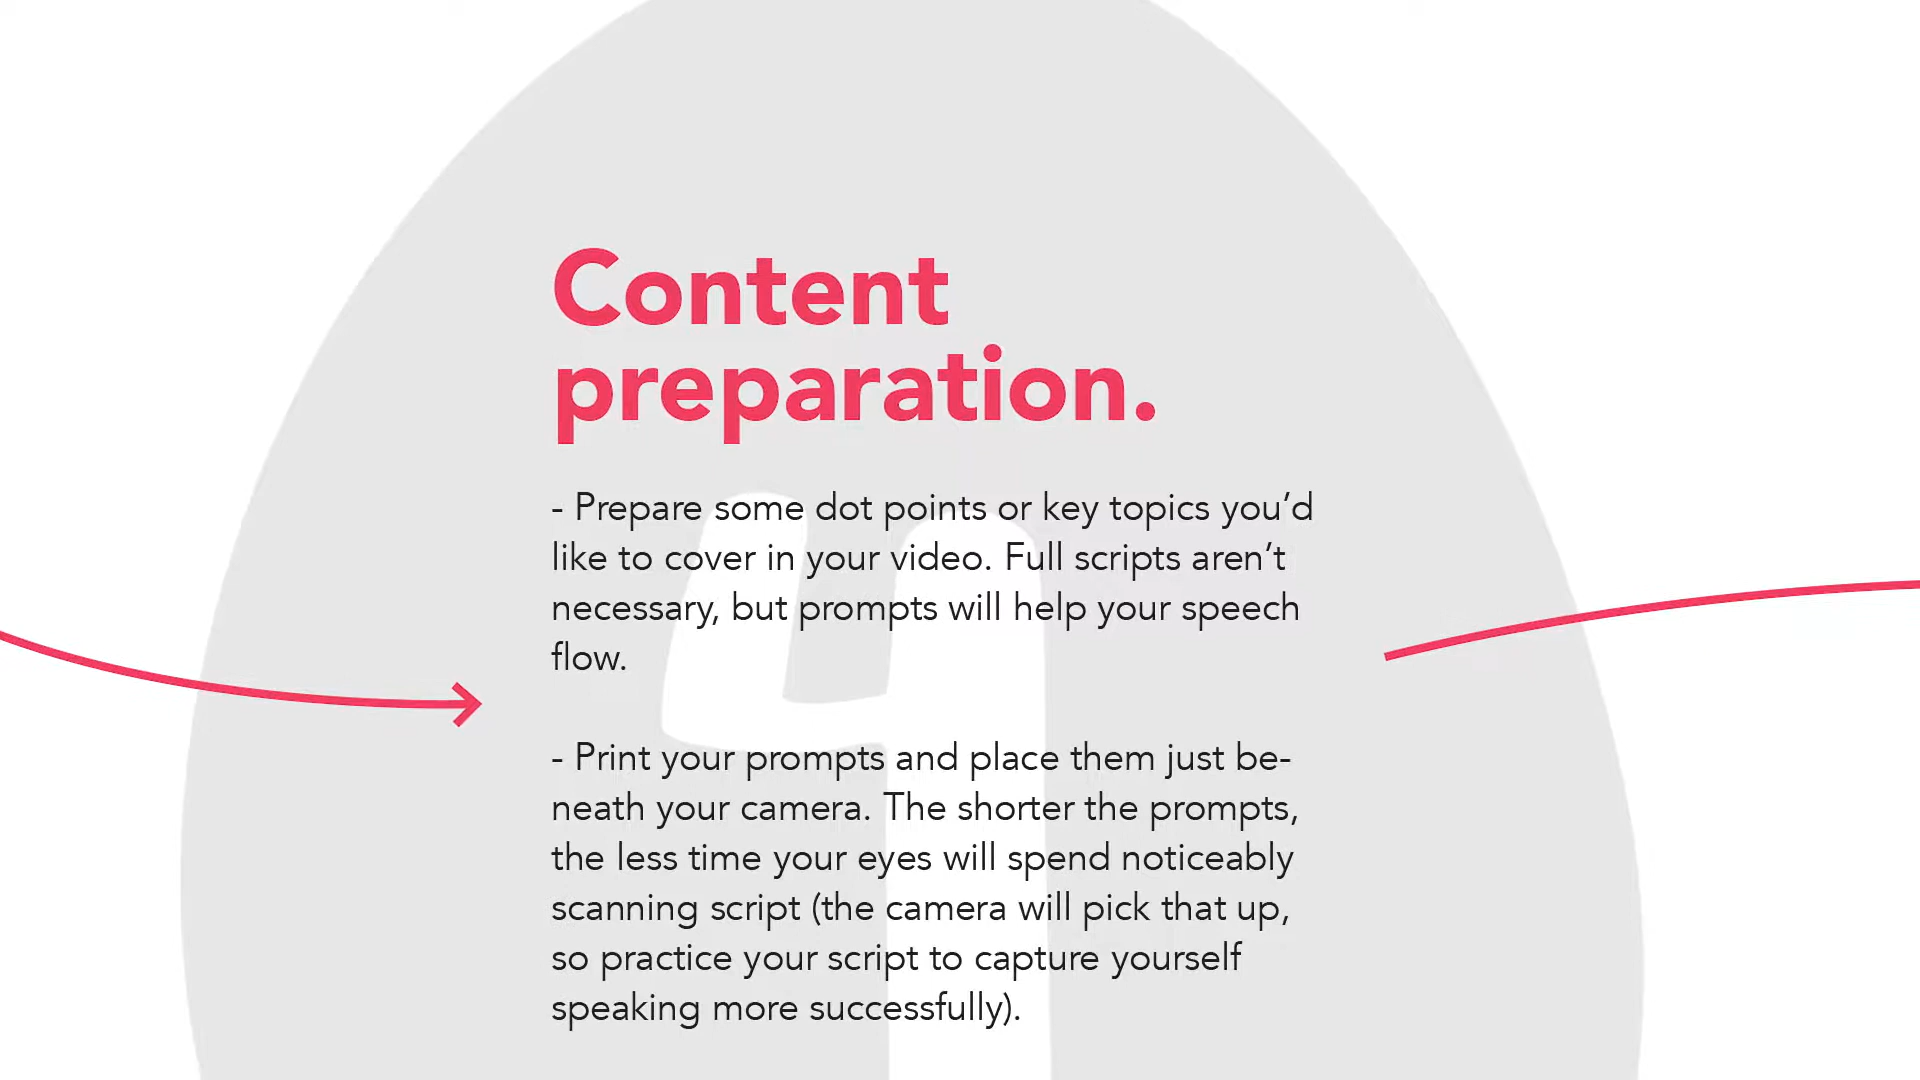 Content
preparation.
- Prepare some dot points or key topics you’d
like to cover in your video. Full scripts aren’t
necessary, but prompts will help your speech
flow.
- Print your prompts and place them just be-
neath your camera. The shorter the prompts,
the less time your eyes will spend noticeably
scanning script (the camera will pick that up,
so practice your script to capture yourself
speaking more successfully).
4